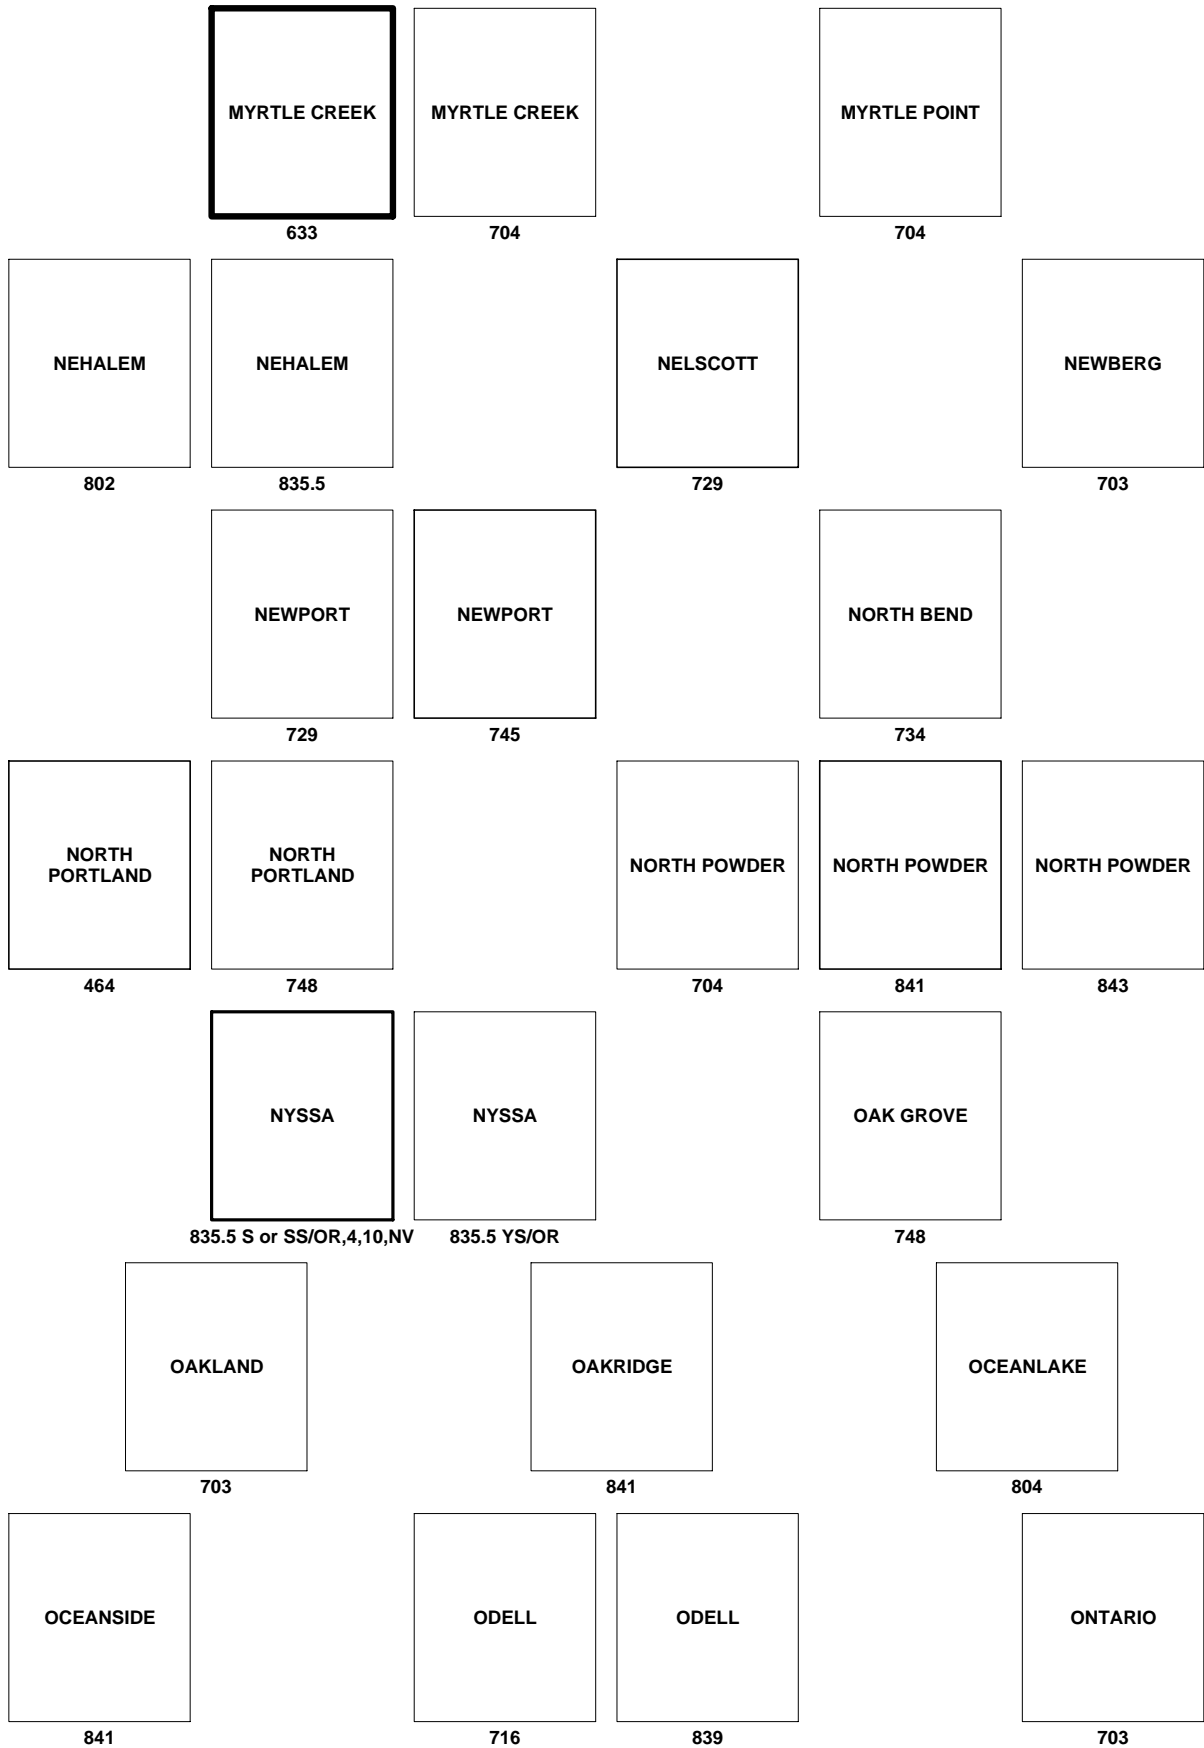 MYRTLE CREEK MYRTLE CREEK MYRTLE POINT
633 704 704
NEHALEM NEHALEM NELSCOTT NEWBERG
802 835.5 729 703
NEWPORT NEWPORT NORTH BEND
729 745 734
NORTH
PORTLAND
NORTH
PORTLAND
NORTH POWDER NORTH POWDER NORTH POWDER
464 748 704 841 843
NYSSA NYSSA OAK GROVE
835.5 S or SS/OR,4,10,NV 835.5 YS/OR 748
OAKLAND OAKRIDGE OCEANLAKE
703 841 804
OCEANSIDE ODELL ODELL ONTARIO
841 716 839 703